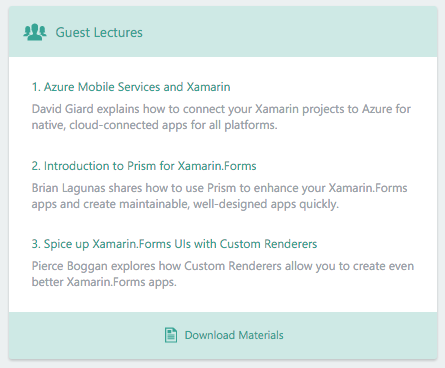 Guest Lectures
1. Azure Mobile Services and Xamarin
David Giard explains how to connect your Xamarin projects to Azure for
native, cloud-connected apps for all platforms.
2. Introduction to Prism for Xamarin.Forms
Brian Lagunas shares how to use Prism to enhance your Xamarin.Forms
apps and create maintainable, well-designed apps quickly.
3. Spice up Xamarin.Forms UIs with Custom Renderers
Pierce Boggan explores how Custom Renderers allow you to create even
better Xamarin.Forms apps.
Download Materials